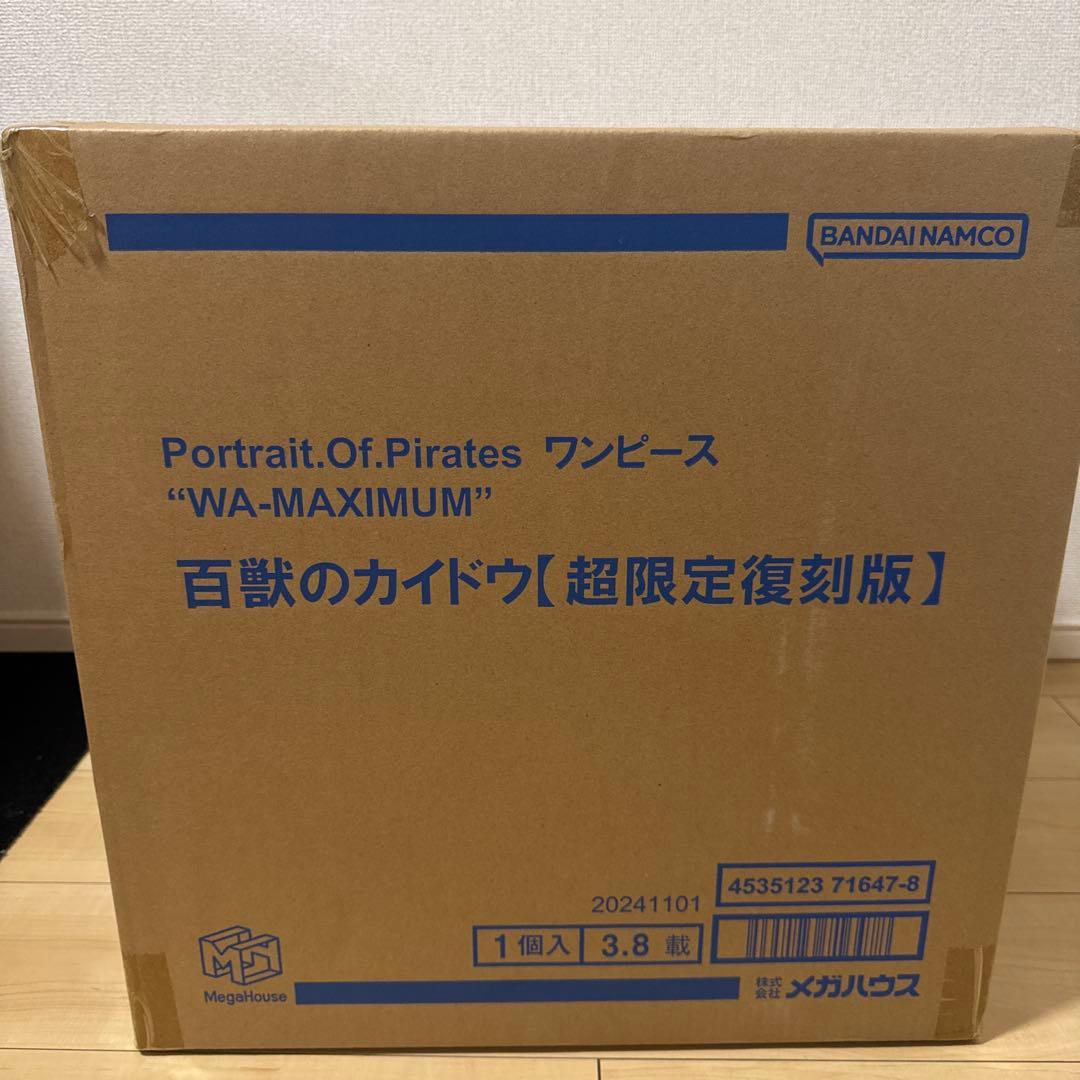 BANDAI NAMCO
Portrait.Of.Pirates ワンピース
“WA-MAXIMUM”
百獣のカイドウ【超限定復刻版】
4535123 71647-8
20241101
1個入 3.8 載
MegaHouse
株式会社 メガハウス